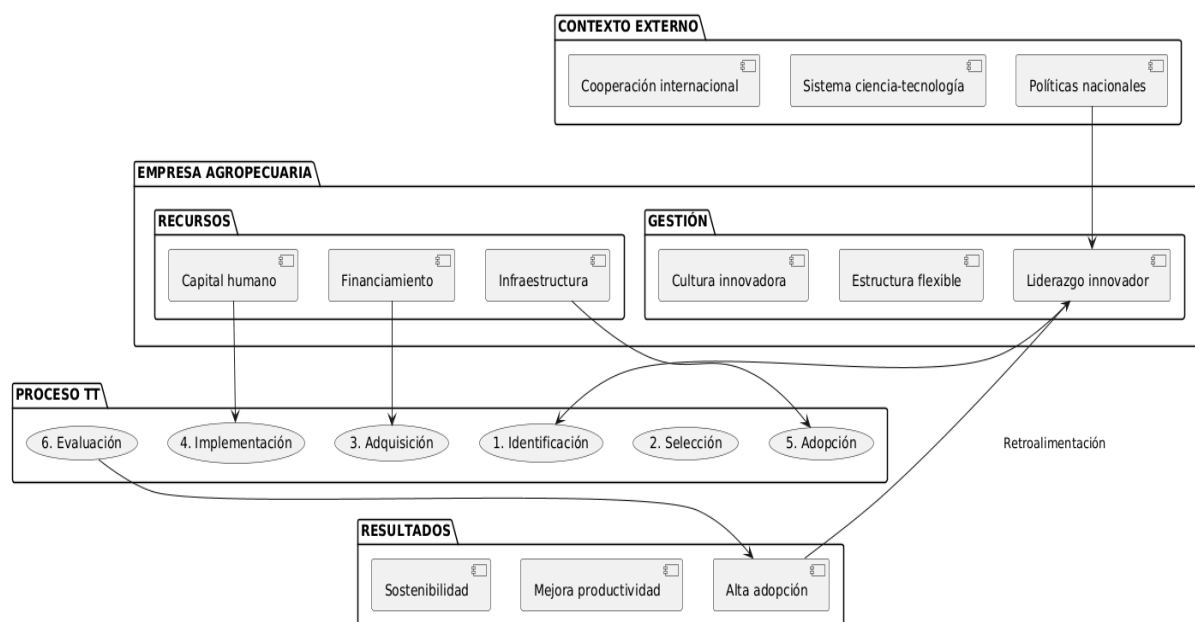 CONTEXTO EXTERNO
Cooperación internacional
Sistema ciencia-tecnología
Políticas nacionales
EMPRESA AGROPECUARIA
RECURSOS
Capital humano
Financiamiento
Infraestructura
GESTIÓN
Cultura innovadora
Estructura flexible
Liderazgo innovador
PROCESO TT
6. Evaluación
4. Implementación
3. Adquisición
1. Identificación
2. Selección
5. Adopción
Retroalimentación
RESULTADOS
Sostenibilidad
Mejora productividad
Alta adopción